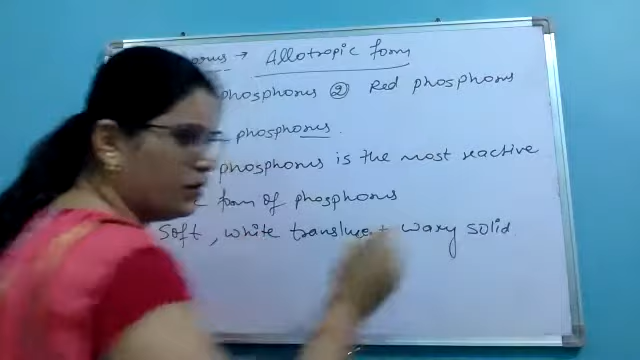 → Allotropic form
phosphorus ② Red phosphorus
phosphorus.
phosphorus is the most reactive
form of phosphorus
Soft, white translucent waxy solid.